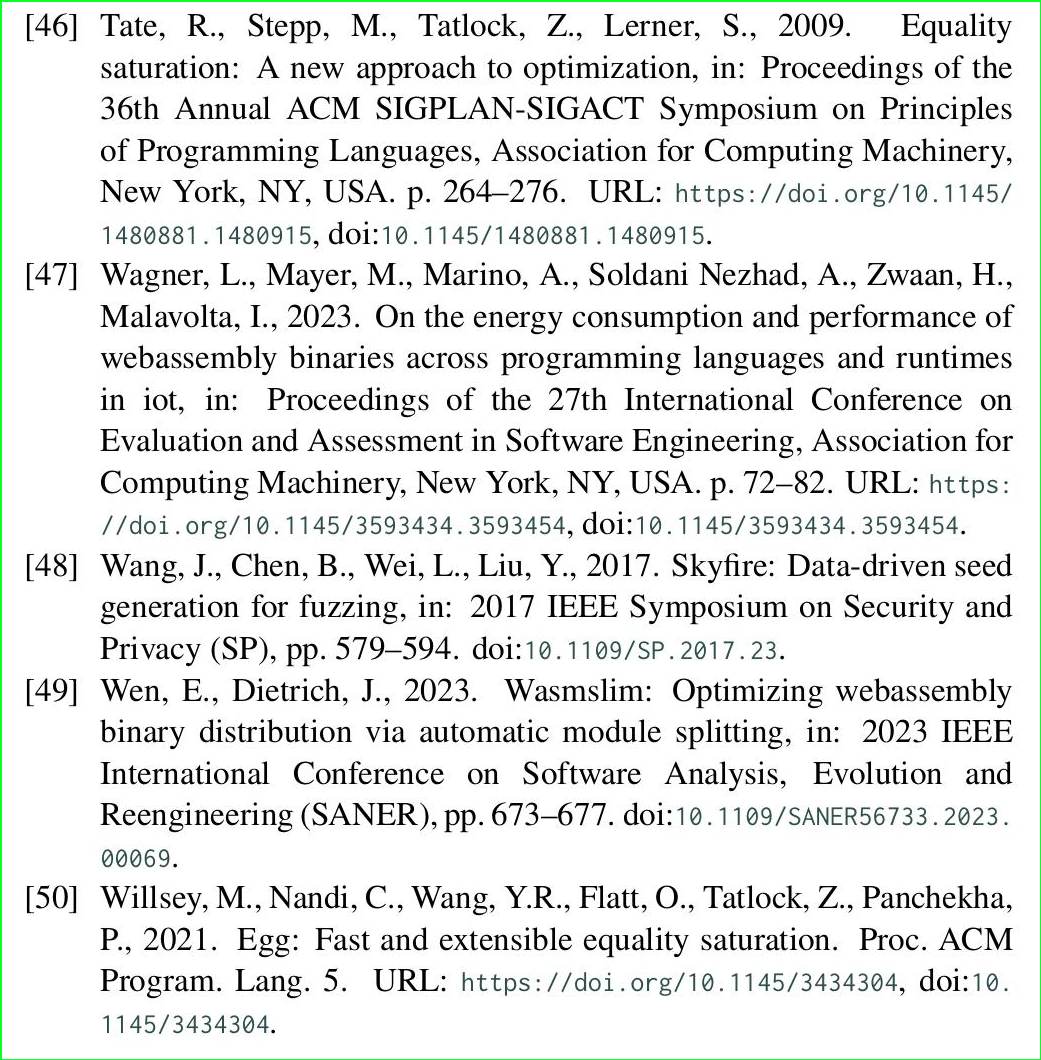 [46] Tate, R., Stepp, M., Tatlock, Z., Lerner, S., 2009. Equality
saturation: A new approach to optimization, in: Proceedings of the
36th Annual ACM SIGPLAN-SIGACT Symposium on Principles
of Programming Languages, Association for Computing Machinery,
New York, NY, USA. p. 264–276. URL: https://doi.org/10.1145/
1480881.1480915, doi:10.1145/1480881.1480915.
[47] Wagner, L., Mayer, M., Marino, A., Soldani Nezhad, A., Zwaan, H.,
Malavolta, I., 2023. On the energy consumption and performance of
webassembly binaries across programming languages and runtimes
in iot, in: Proceedings of the 27th International Conference on
Evaluation and Assessment in Software Engineering, Association for
Computing Machinery, New York, NY, USA. p. 72–82. URL: https:
//doi.org/10.1145/3593434.3593454, doi:10.1145/3593434.3593454.
[48] Wang, J., Chen, B., Wei, L., Liu, Y., 2017. Skyfire: Data-driven seed
generation for fuzzing, in: 2017 IEEE Symposium on Security and
Privacy (SP), pp. 579–594. doi:10.1109/SP.2017.23.
[49] Wen, E., Dietrich, J., 2023. Wasmslim: Optimizing webassembly
binary distribution via automatic module splitting, in: 2023 IEEE
International Conference on Software Analysis, Evolution and
Reengineering (SANER), pp. 673–677. doi:10.1109/SANER56733.2023.
00069.
[50] Willsey, M., Nandi, C., Wang, Y.R., Flatt, O., Tatlock, Z., Panchekha,
P., 2021. Egg: Fast and extensible equality saturation. Proc. ACM
Program. Lang. 5. URL: https://doi.org/10.1145/3434304, doi:10.
1145/3434304.